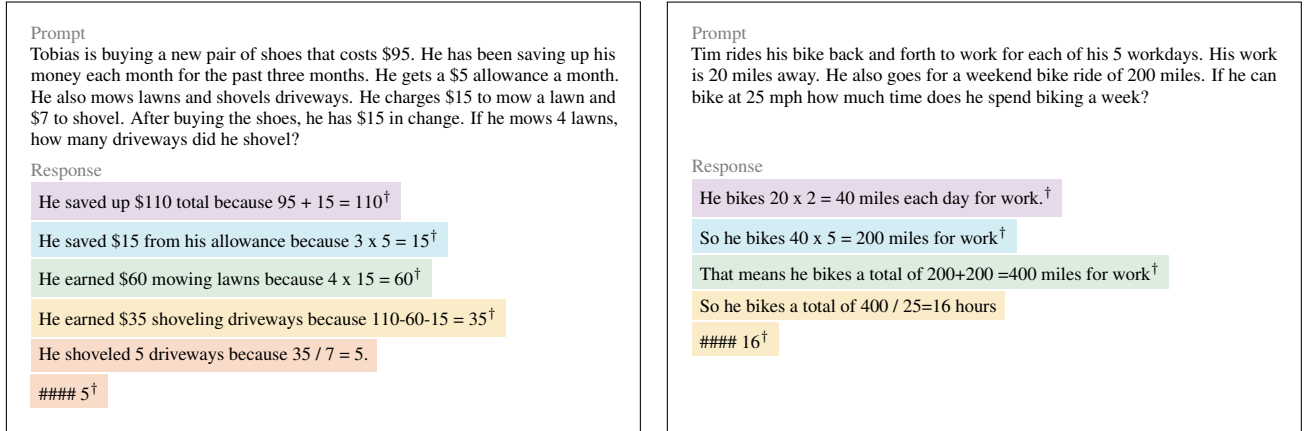 Prompt
Tobias is buying a new pair of shoes that costs $95. He has been saving up his
money each month for the past three months. He gets a $5 allowance a month.
He also mows lawns and shovels driveways. He charges $15 to mow a lawn and
$7 to shovel. After buying the shoes, he has $15 in change. If he mows 4 lawns,
how many driveways did he shovel?
Response
He saved up $110 total because 95 + 15 = 110†
He saved $15 from his allowance because 3 x 5 = 15†
He earned $60 mowing lawns because 4 x 15 = 60†
He earned $35 shoveling driveways because 110-60-15 = 35†
He shoveled 5 driveways because 35 / 7 = 5.
#### 5†
Prompt
Tim rides his bike back and forth to work for each of his 5 workdays. His work
is 20 miles away. He also goes for a weekend bike ride of 200 miles. If he can
bike at 25 mph how much time does he spend biking a week?
Response
He bikes 20 x 2 = 40 miles each day for work.†
So he bikes 40 x 5 = 200 miles for work†
That means he bikes a total of 200+200 =400 miles for work†
So he bikes a total of 400 / 25=16 hours
#### 16†